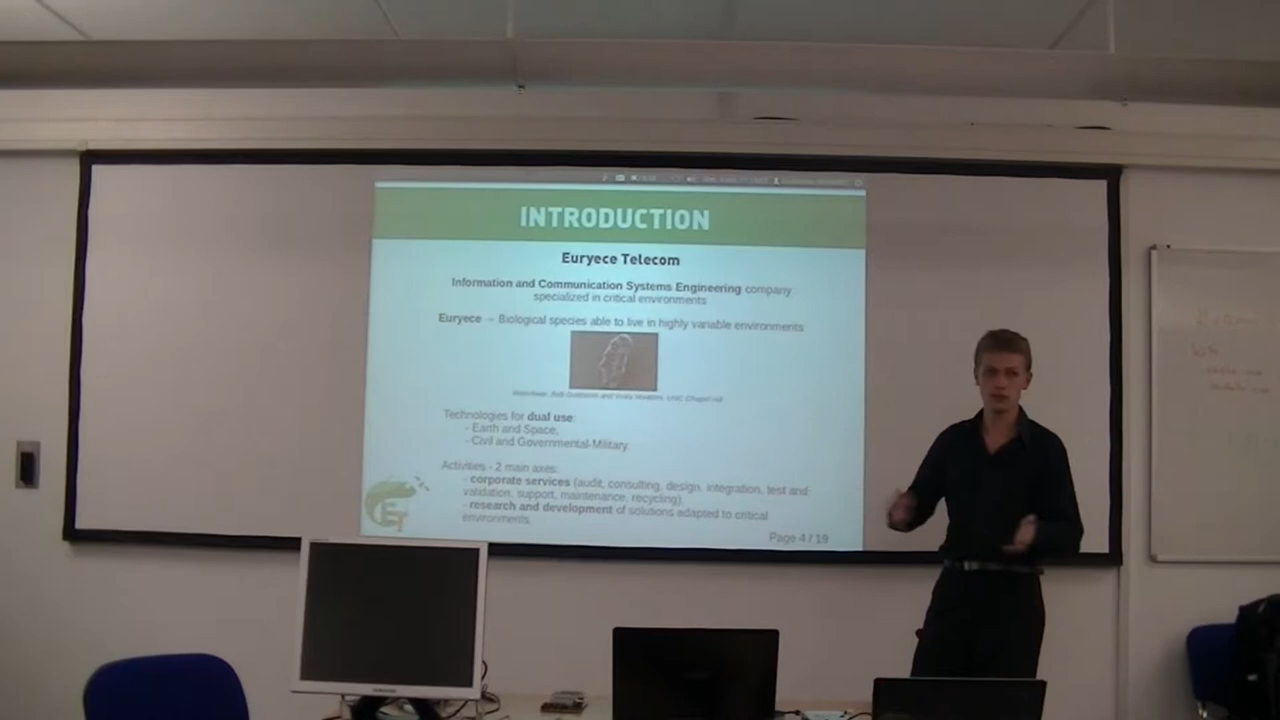 INTRODUCTION
Euryece Telecom
Information and Communication Systems Engineering company
specialized in critical environments
Euryece - Biological species able to live in highly variable environments
Technologies for dual use:
- Earth and Space,
- Civil and Governmental-Military.
Activities - 2 main axes:
- corporate services (audit, consulting, design, integration, test and
validation, support, maintenance, recycling),
- research and development of solutions adapted to critical
environments.
ET
Page 4 / 19
SAMSUNG